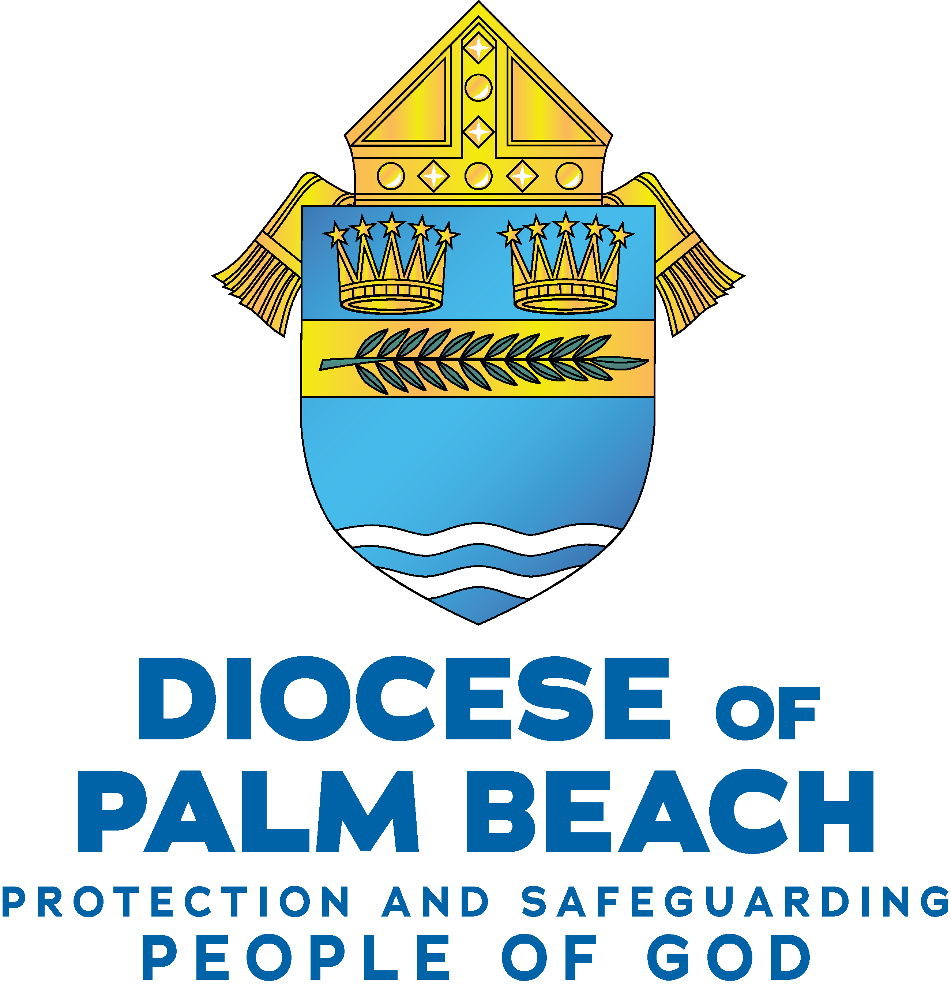 DIOCESE OF
PALM BEACH
PROTECTION AND SAFEGUARDING
PEOPLE OF GOD